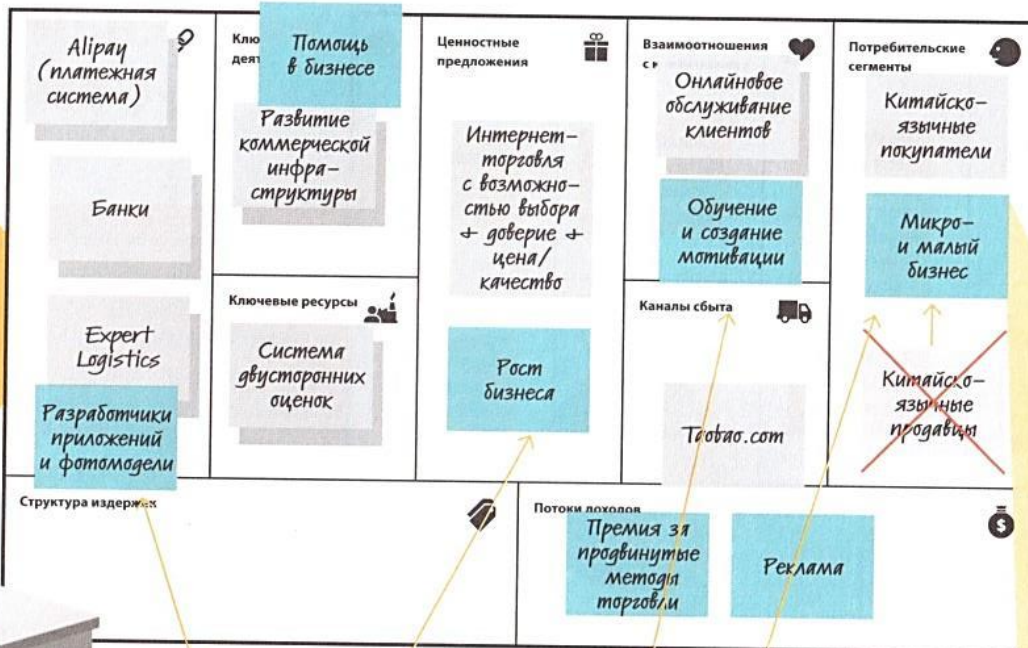 Alipay
(платежная
система)
Банки
Expert
Logistics
Разработчики
приложений
и фотомодели
Клю
деят
Помощь
в бизнесе
Развитие
коммерческой
инфра-
структуры
Ключевые ресурсы
Система
двусторонних
оценок
Ценностные
предложения
Интернет-
торговля
с возможно-
стью выбора
+ доверие +
цена/
качество
Рост
бизнеса
Взаимоотношения
с к
Онлайновое
обслуживание
клиентов
Обучение
и создание
мотивации
Каналы сбыта
Taobao.com
Потребительские
сегменты
Китайско-
язычные
покупатели
Микро-
и малый
бизнес
Китайско-
язычные
продавцы
Структура издержек
Потоки доходов
Премия за
продвинутые
методы
торговли
Реклама
$